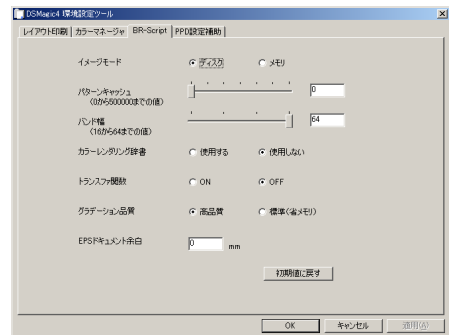 DSMagic4 環境設定ツール
レイアウト印刷 カラーマネージャ BR-Script PPD設定補助
イメージモード ディスク メモリ
パターンキャッシュ 0
(0から500000までの値)
バンド幅 64
(16から64までの値)
カラーレンダリング辞書 使用する 使用しない
トランスファ関数 ON OFF
グラデーション品質 高品質 標準(省メモリ)
EPSドキュメント余白 0 mm
初期値に戻す
OK キャンセル 適用(A)